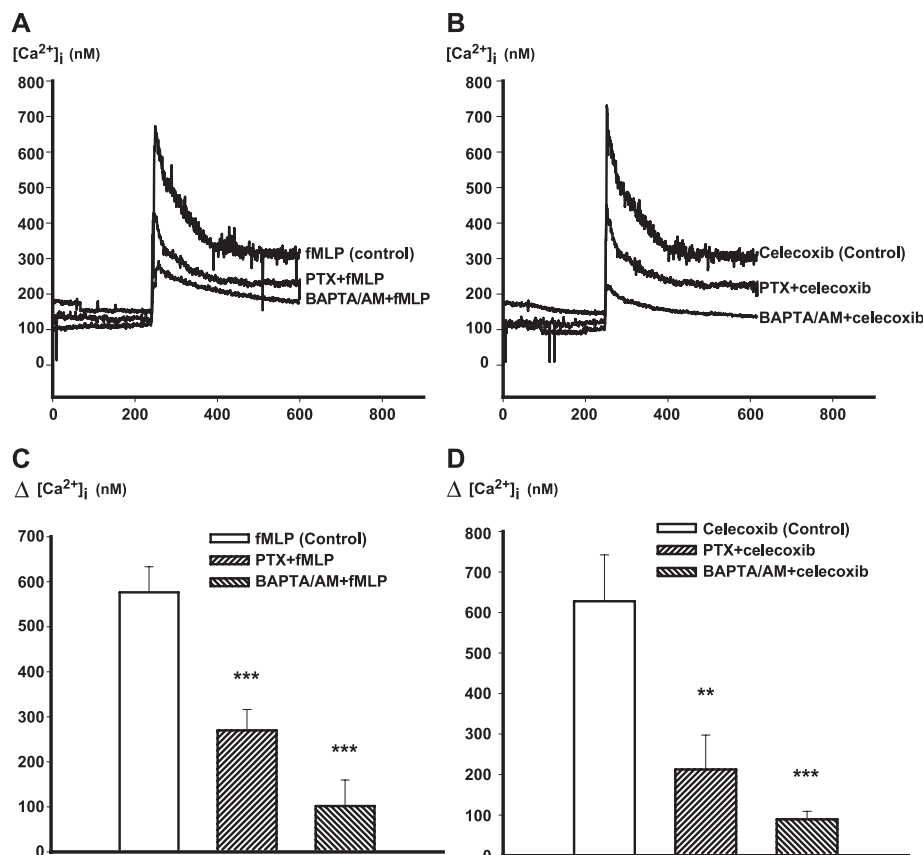 A
[Ca2+]i (nM)
800
700
600
500
400
300
200
100
0
0 200 400 600 800
fMLP (control)
PTX+fMLP
BAPTA/AM+fMLP
B
[Ca2+]i (nM)
800
700
600
500
400
300
200
100
0
0 200 400 600 800
Celecoxib (Control)
PTX+celecoxib
BAPTA/AM+celecoxib
C
Δ [Ca2+]i (nM)
700
600
500
400
300
200
100
0
fMLP (Control)
PTX+fMLP
BAPTA/AM+fMLP
***
***
D
Δ [Ca2+]i (nM)
800
700
600
500
400
300
200
100
0
Celecoxib (Control)
PTX+celecoxib
BAPTA/AM+celecoxib
**
***